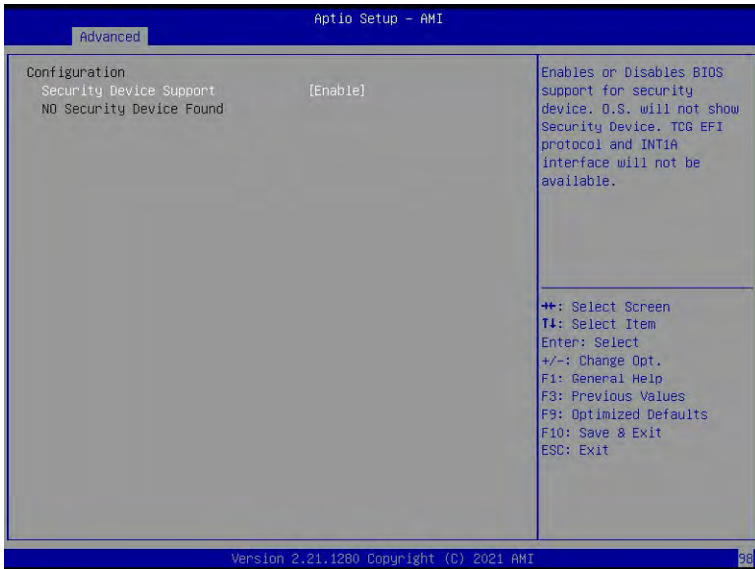 Aptio Setup - AMI
Advanced
Configuration
Security Device Support [Enable]
NO Security Device Found
Enables or Disables BIOS
support for security
device. O.S. will not show
Security Device. TCG EFI
protocol and INT1A
interface will not be
available.
→←: Select Screen
↑↓: Select Item
Enter: Select
+/-: Change Opt.
F1: General Help
F3: Previous Values
F9: Optimized Defaults
F10: Save & Exit
ESC: Exit
Version 2.21.1280 Copyright (C) 2021 AMI
98